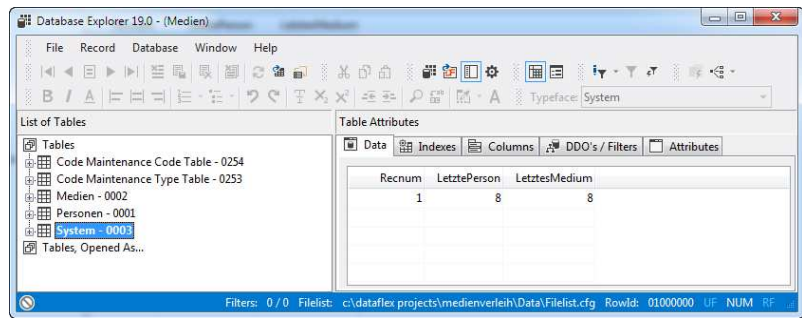 Database Explorer 19.0 - (Medien)
File Record Database Window Help
B I A
Typeface: System
List of Tables
Tables
Code Maintenance Code Table - 0254
Code Maintenance Type Table - 0253
Medien - 0002
Personen - 0001
System - 0003
Tables, Opened As...
Table Attributes
Data Indexes Columns DDO's / Filters Attributes
Recnum LetztePerson LetztesMedium
1 8 8
Filters: 0 / 0 Filelist: c:\dataflex projects\medienverleih\Data\Filelist.cfg RowId: 01000000 UF NUM RF